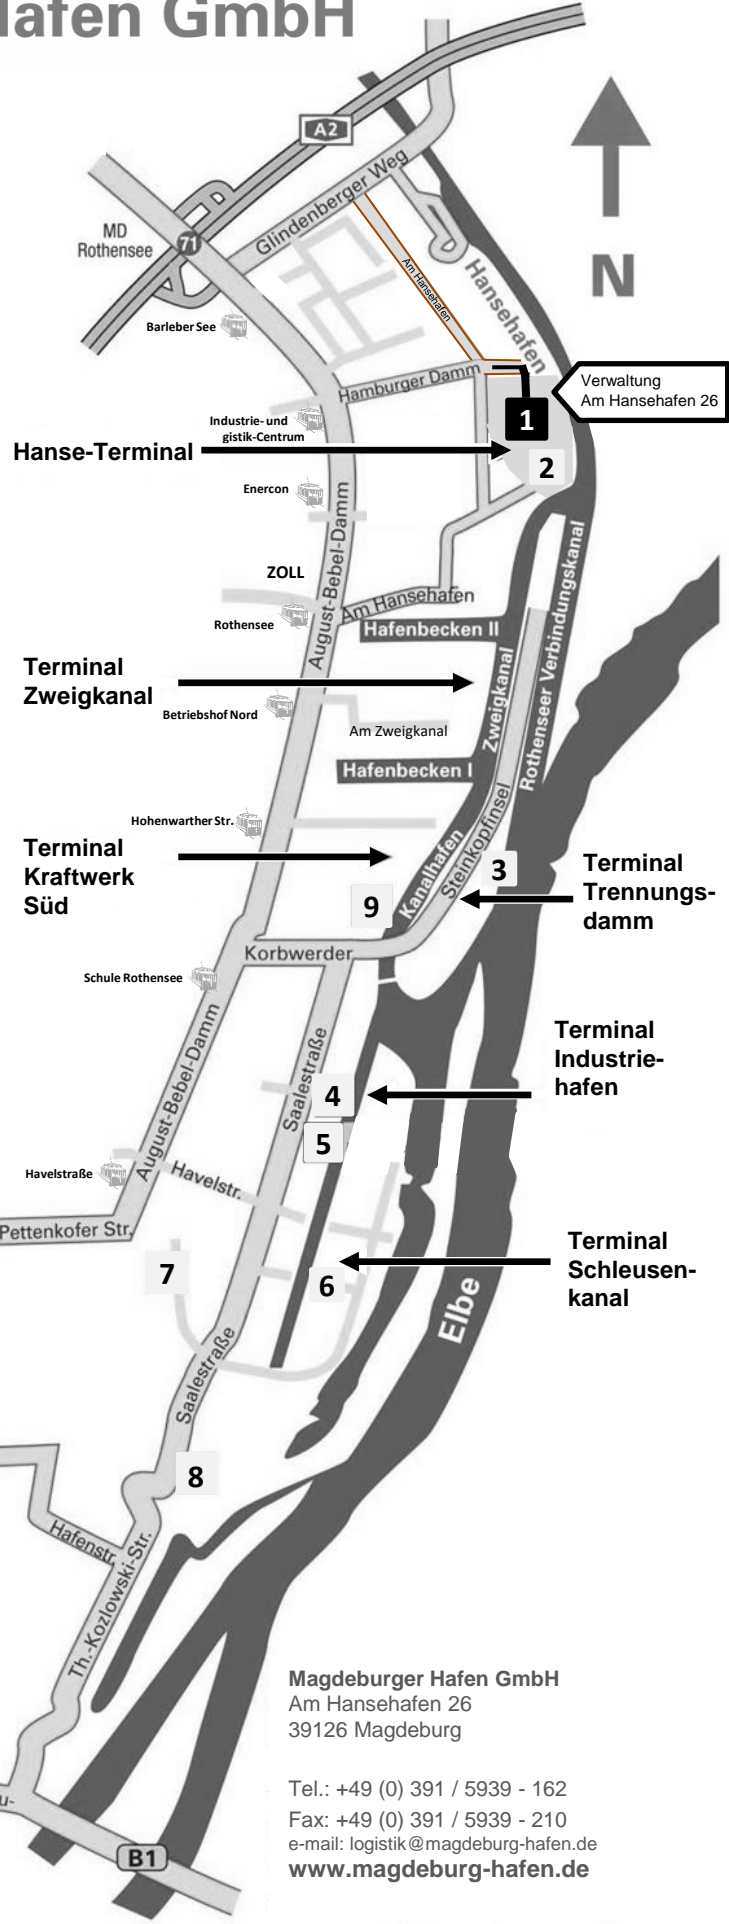 Hafen GmbH
A2
Glindenberger Weg
MD
Rothensee
71
Am Hansehafen
Hansehafen
N
Barleber See
Hamburger Damm
Verwaltung
Am Hansehafen 26
1
Industrie- und
gistik-Centrum
Hanse-Terminal
2
Enercon
August-Bebel-Damm
ZOLL
Am Hansehafen
Rothensee
Hafenbecken II
Rothenseer Verbindungskanal
Terminal
Zweigkanal
Zweigkanal
Betriebshof Nord
Am Zweigkanal
Hafenbecken I
Hohenwarther Str.
Terminal
Kraftwerk
Süd
Kanalhafen
Steinkopfinsel
3
Terminal
Trennungs-
damm
9
Korbwerder
Schule Rothensee
August-Bebel-Damm
Saalestraße
Terminal
Industrie-
hafen
4
5
Havelstraße
Havelstr.
Pettenkofer Str.
7
6
Terminal
Schleusen-
kanal
Elbe
Saalestraße
8
Hafenstr.
Th.-Kozlowski-Str.
Magdeburger Hafen GmbH
Am Hansehafen 26
39126 Magdeburg
Tel.: +49 (0) 391 / 5939 - 162
Fax: +49 (0) 391 / 5939 - 210
e-mail: logistik@magdeburg-hafen.de
www.magdeburg-hafen.de
u-
B1